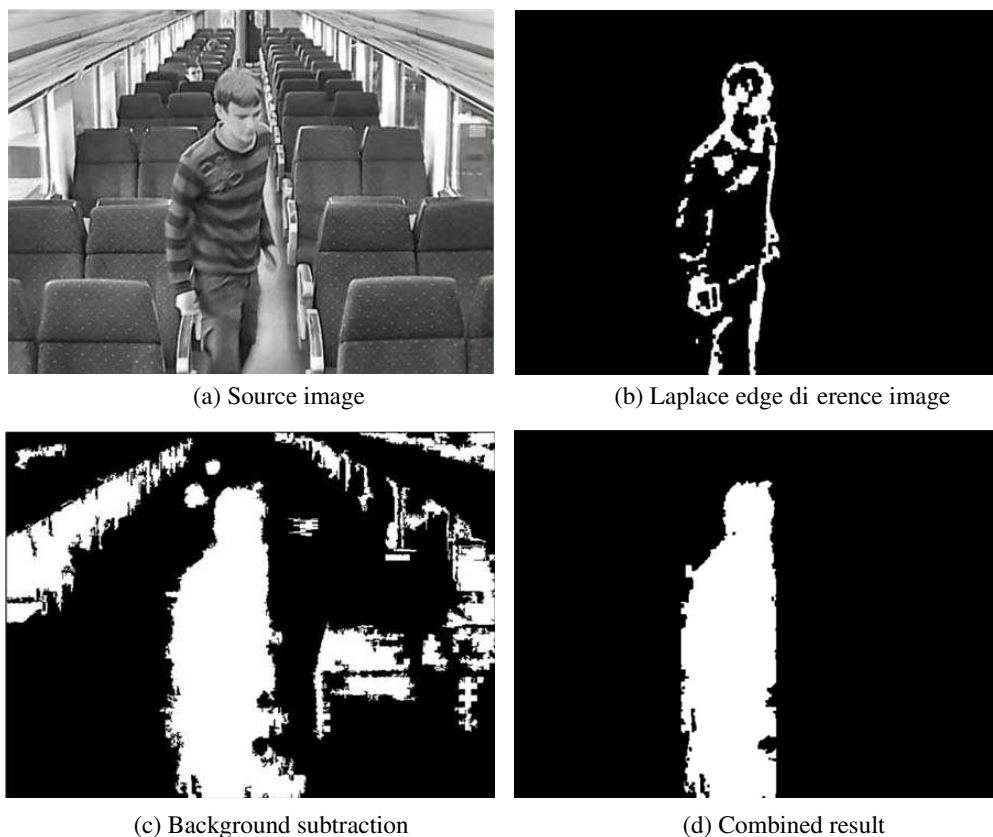 (a) Source image
(b) Laplace edge di erence image
(c) Background subtraction
(d) Combined result